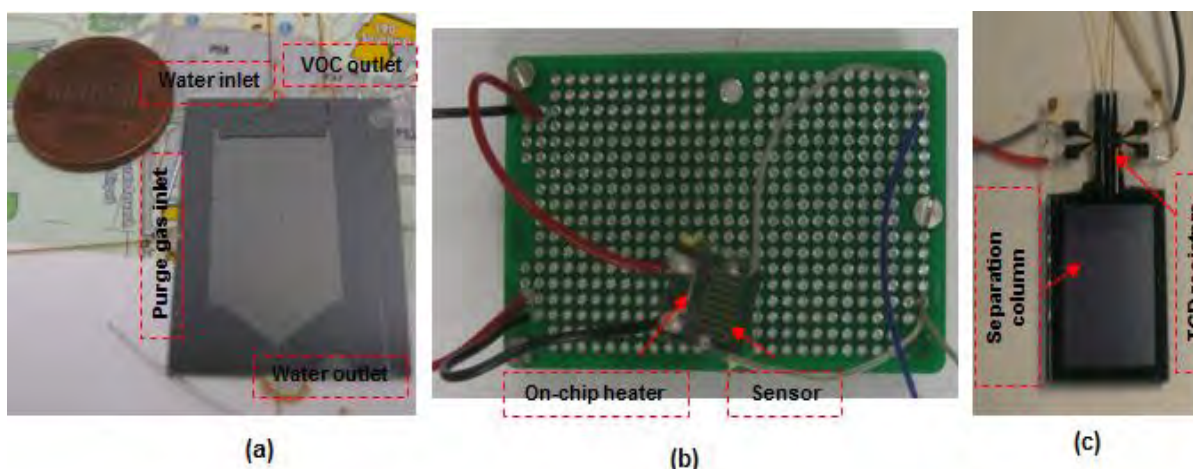 Water inlet
VOC outlet
Purge gas inlet
Water outlet
(a)
On-chip heater
Sensor
(b)
Separation
column
(c)